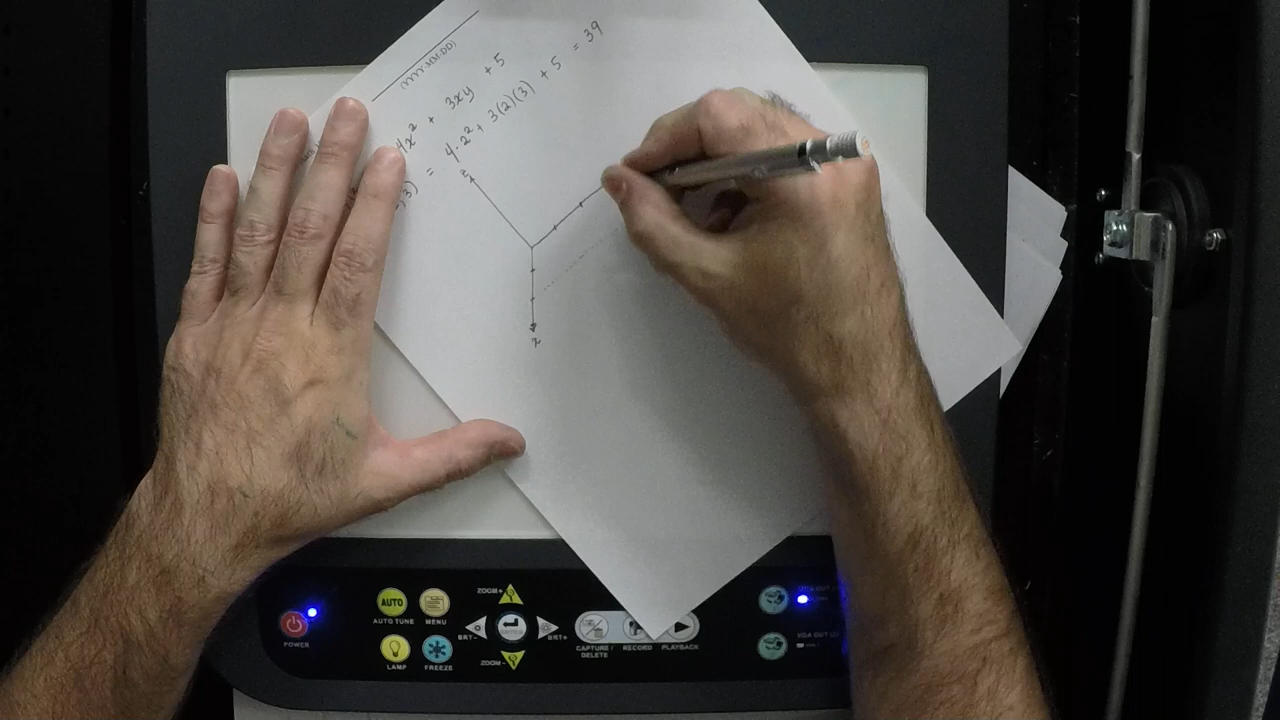 (YYYY-MM-DD)
4x² + 3xy + 5
,3) = 4·2² + 3(2)(3) + 5 = 39
z
x
POWER
AUTO
AUTO TUNE
MENU
LAMP
FREEZE
ZOOM+
BRT-
BRT+
ZOOM-
CAPTURE /
DELETE
RECORD
PLAYBACK